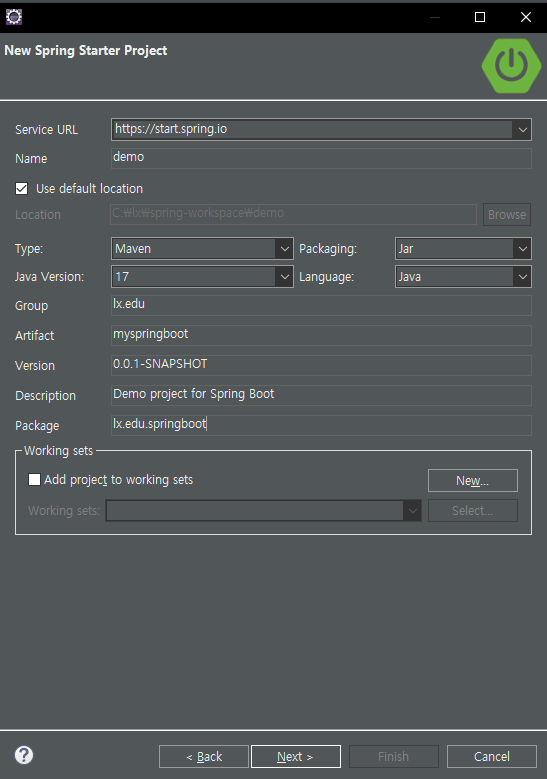 New Spring Starter Project
Service URL https://start.spring.io
Name demo
Use default location
Location C:₩lx₩spring-workspace₩demo Browse
Type: Maven Packaging: Jar
Java Version: 17 Language: Java
Group lx.edu
Artifact myspringboot
Version 0.0.1-SNAPSHOT
Description Demo project for Spring Boot
Package lx.edu.springboot
Working sets
Add project to working sets New...
Working sets: Select...
? < Back Next > Finish Cancel